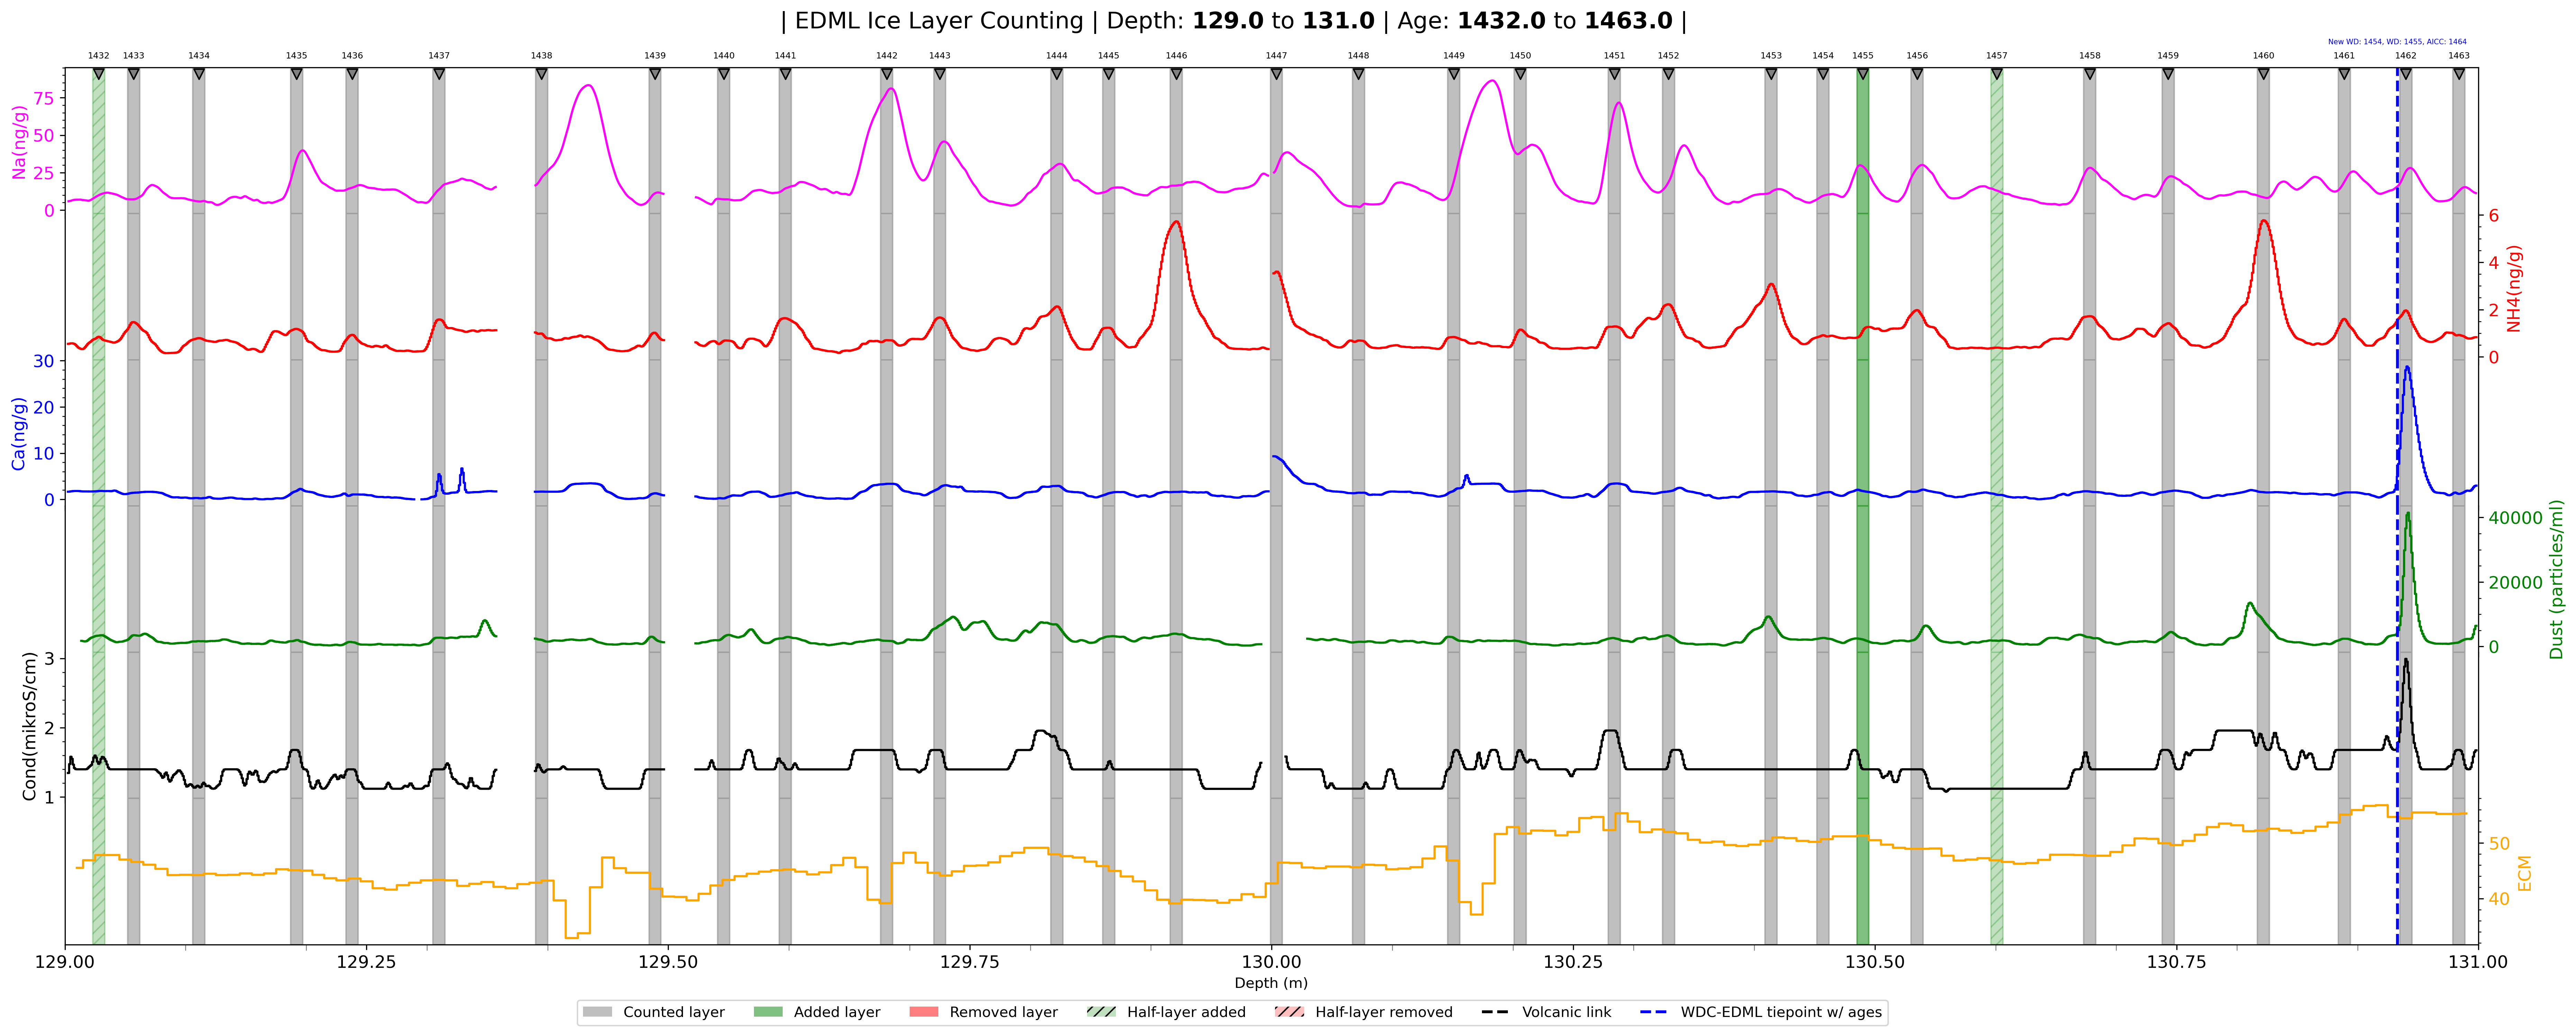 | EDML Ice Layer Counting | Depth: 129.0 to 131.0 | Age: 1432.0 to 1463.0 |
New WD: 1454, WD: 1455, AICC: 1464
1432 1433 1434 1435 1436 1437 1438 1439 1440 1441 1442 1443 1444 1445 1446 1447 1448 1449 1450 1451 1452 1453 1454 1455 1456 1457 1458 1459 1460 1461 1462 1463
Na(ng/g)
75
50
25
0
NH4(ng/g)
6
4
2
0
Ca(ng/g)
30
20
10
0
Dust (particles/ml)
40000
20000
0
Cond(mikroS/cm)
3
2
1
ECM
50
40
129.00 129.25 129.50 129.75 130.00 130.25 130.50 130.75 131.00
Depth (m)
Counted layer Added layer Removed layer Half-layer added Half-layer removed Volcanic link WDC-EDML tiepoint w/ ages